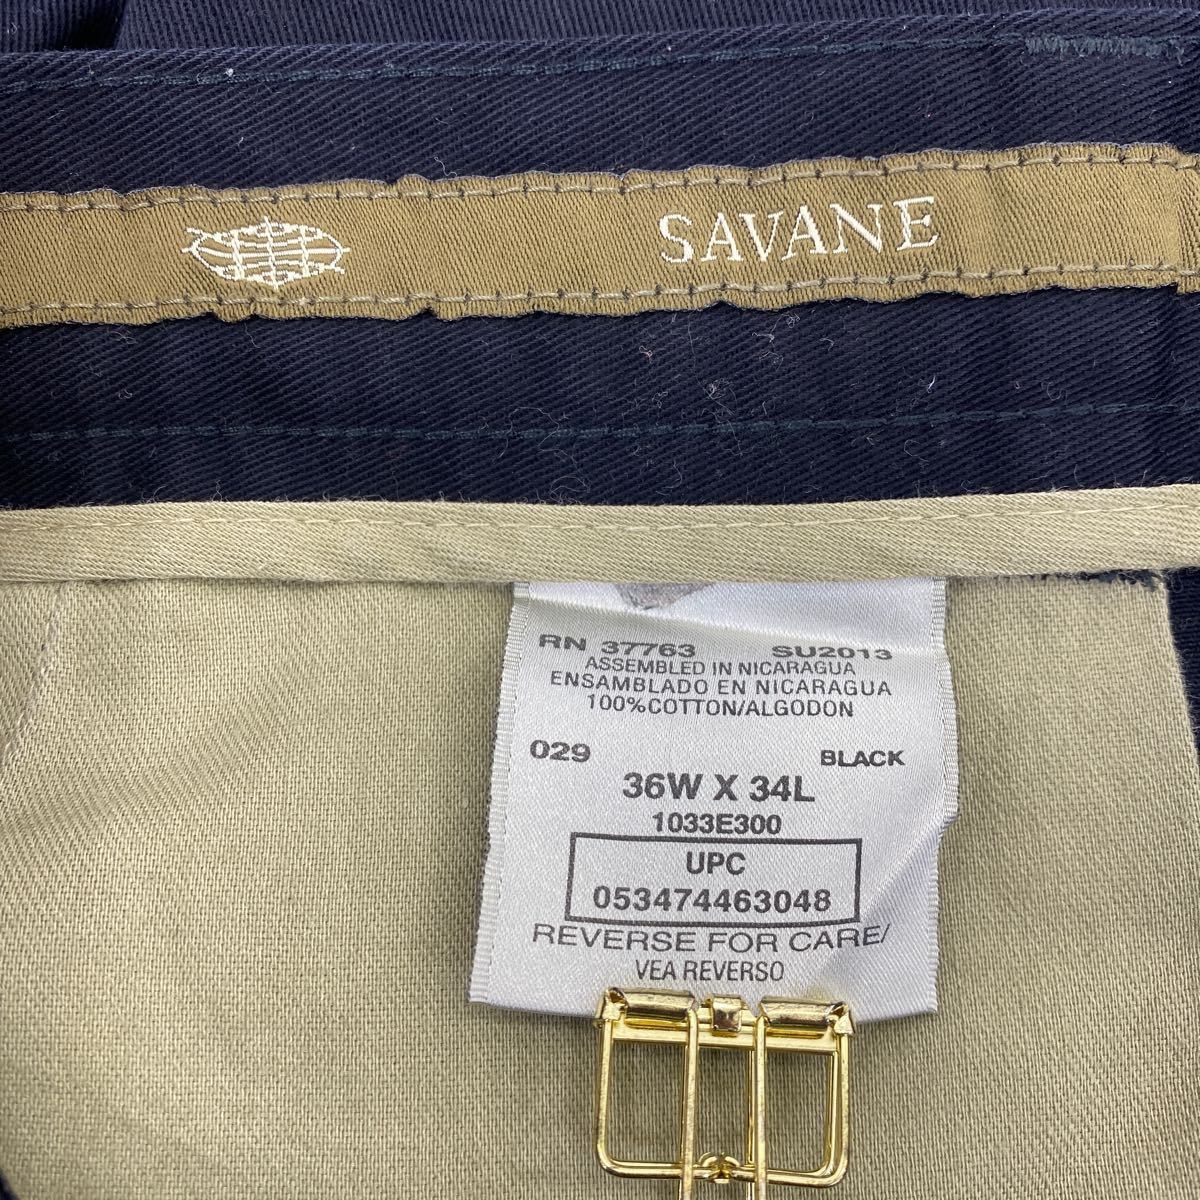 SAVANE
RN 37763 SU2013
ASSEMBLED IN NICARAGUA
ENSAMBLADO EN NICARAGUA
100%COTTON/ALGODON
029 BLACK
36W X 34L
1033E300
UPC
053474463048
REVERSE FOR CARE/
VEA REVERSO